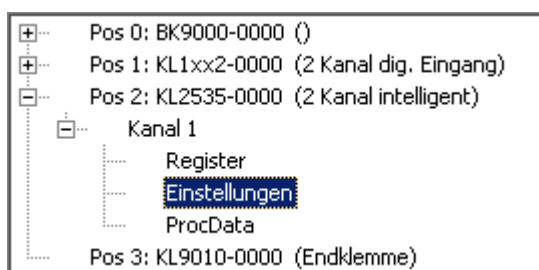 Pos 0: BK9000-0000 ()
Pos 1: KL1xx2-0000 (2 Kanal dig. Eingang)
Pos 2: KL2535-0000 (2 Kanal intelligent)
Kanal 1
Register
Einstellungen
ProcData
Pos 3: KL9010-0000 (Endklemme)